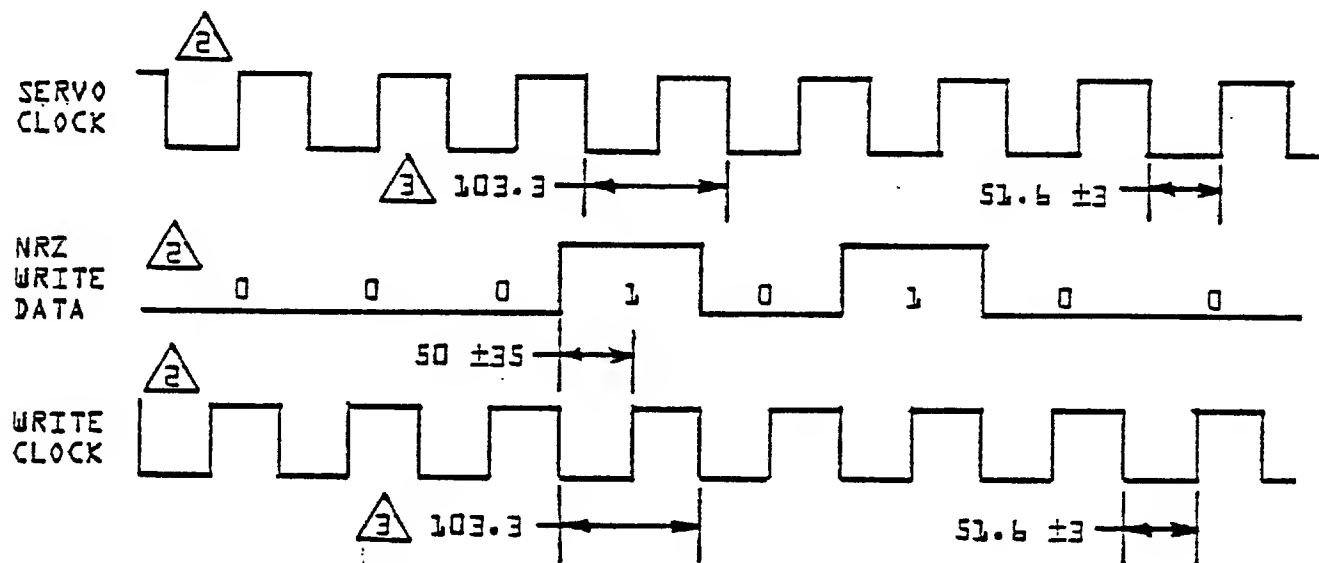 2
SERVO
CLOCK
3 103.3
51.6 ±3
2
NRZ
WRITE
DATA
0 0 0 1 0 1 0 0
50 ±35
2
WRITE
CLOCK
3 103.3
51.6 ±3